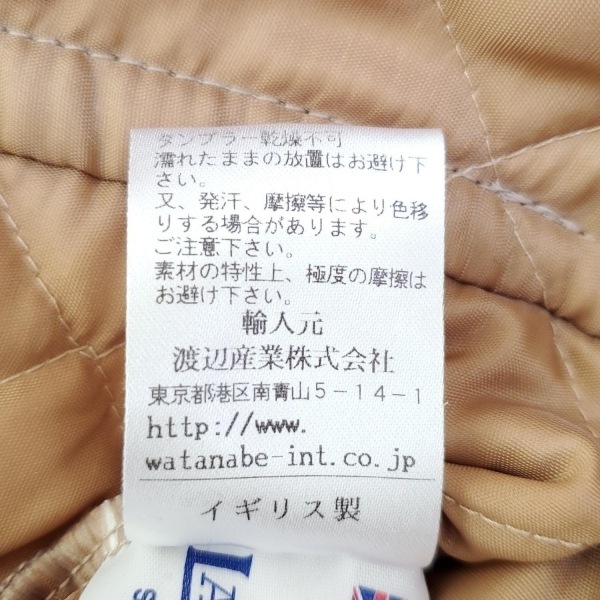 タンブラー乾燥不可
濡れたままの放置はお避け下
さい。
又、発汗、摩擦等により色移
りする場合があります。
ご注意下さい。
素材の特性上、極度の摩擦は
お避け下さい。
輸入元
渡辺産業株式会社
東京都港区南青山5-14-1
http://www.
watanabe-int.co.jp
イギリス製
LA
S